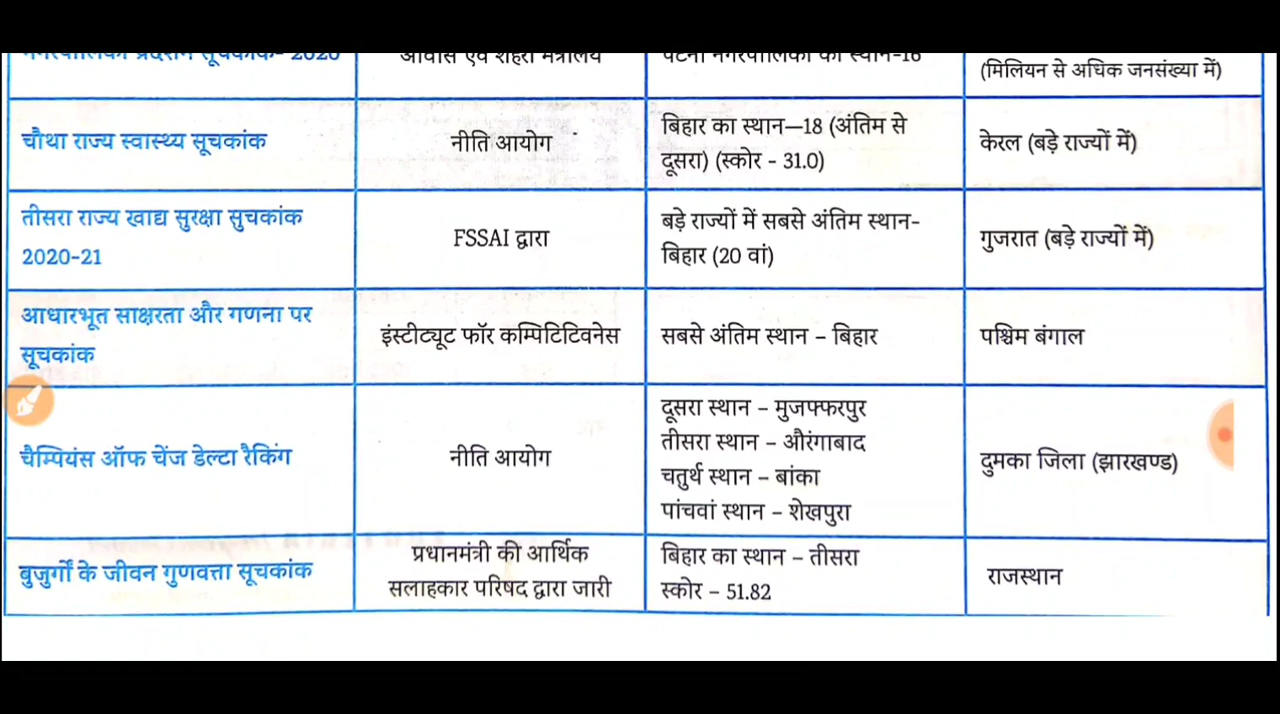 (मिलियन से अधिक जनसंख्या में)
चौथा राज्य स्वास्थ्य सूचकांक
नीति आयोग
बिहार का स्थान—18 (अंतिम से
दूसरा) (स्कोर - 31.0)
केरल (बड़े राज्यों में)
तीसरा राज्य खाद्य सुरक्षा सुचकांक
2020-21
FSSAI द्वारा
बड़े राज्यों में सबसे अंतिम स्थान-
बिहार (20 वां)
गुजरात (बड़े राज्यों में)
आधारभूत साक्षरता और गणना पर
सूचकांक
इंस्टीट्यूट फॉर कम्पिटिटिवनेस
सबसे अंतिम स्थान – बिहार
पश्चिम बंगाल
चैम्पियंस ऑफ चेंज डेल्टा रैकिंग
नीति आयोग
दूसरा स्थान – मुजफ्फरपुर
तीसरा स्थान – औरंगाबाद
चतुर्थ स्थान – बांका
पांचवां स्थान – शेखपुरा
दुमका जिला (झारखण्ड)
बुजुर्गों के जीवन गुणवत्ता सूचकांक
प्रधानमंत्री की आर्थिक
सलाहकार परिषद द्वारा जारी
बिहार का स्थान – तीसरा
स्कोर – 51.82
राजस्थान